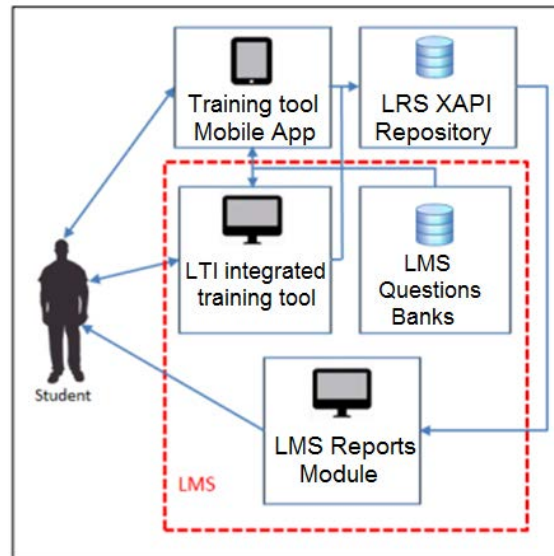 Training tool
Mobile App
LRS XAPI
Repository
LTI integrated
training tool
LMS
Questions
Banks
Student
LMS Reports
Module
LMS